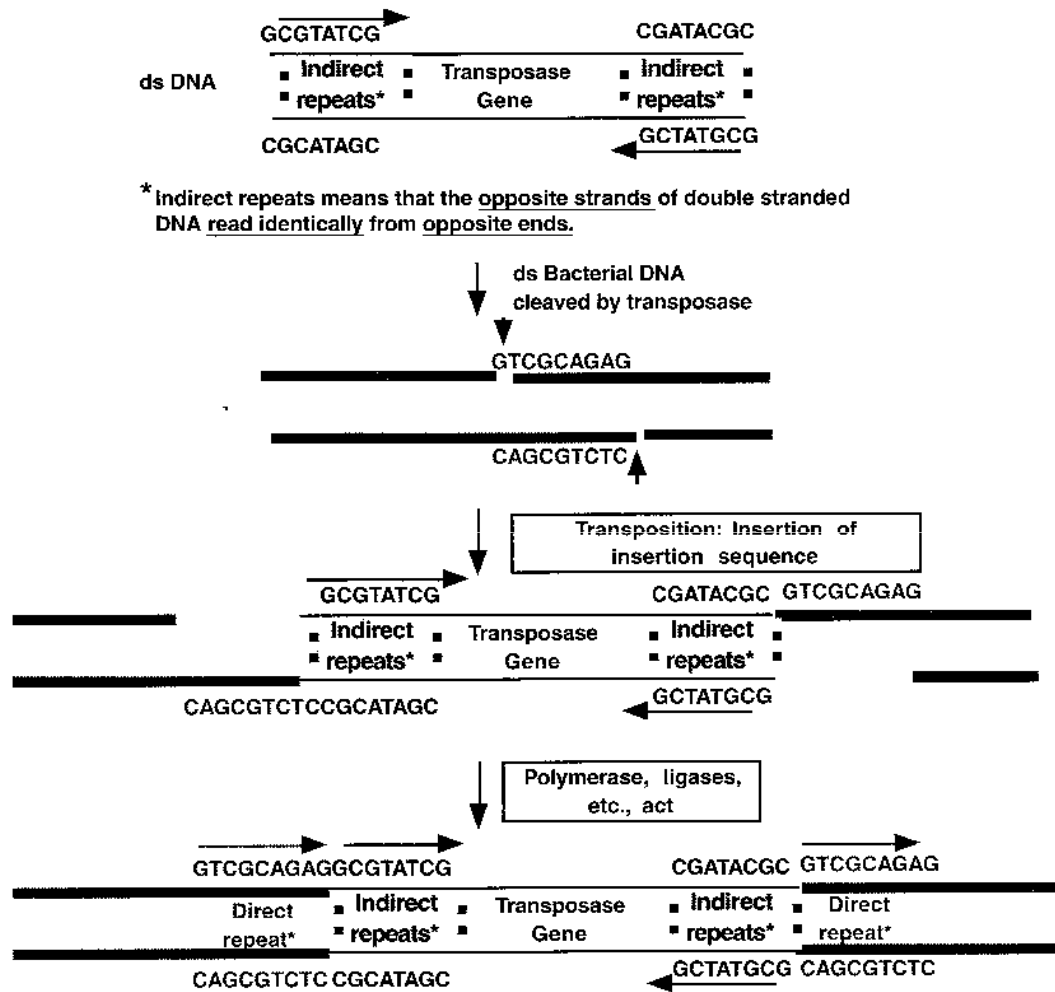 GCGTATCG CGATACGC
ds DNA Indirect repeats* Transposase Gene Indirect repeats*
CGCATAGC GCTATGCG
*Indirect repeats means that the opposite strands of double stranded
DNA read identically from opposite ends.
ds Bacterial DNA
cleaved by transposase
GTCGCAGAG
CAGCGTCTC
Transposition: Insertion of
insertion sequence
GCGTATCG CGATACGC GTCGCAGAG
Indirect repeats* Transposase Gene Indirect repeats*
CAGCGTCTCCGCATAGC GCTATGCG
Polymerase, ligases,
etc., act
GTCGCAGAGGCGTATCG CGATACGC GTCGCAGAG
Direct repeat* Indirect repeats* Transposase Gene Indirect repeats* Direct repeat*
CAGCGTCTC CGCATAGC GCTATGCG CAGCGTCTC